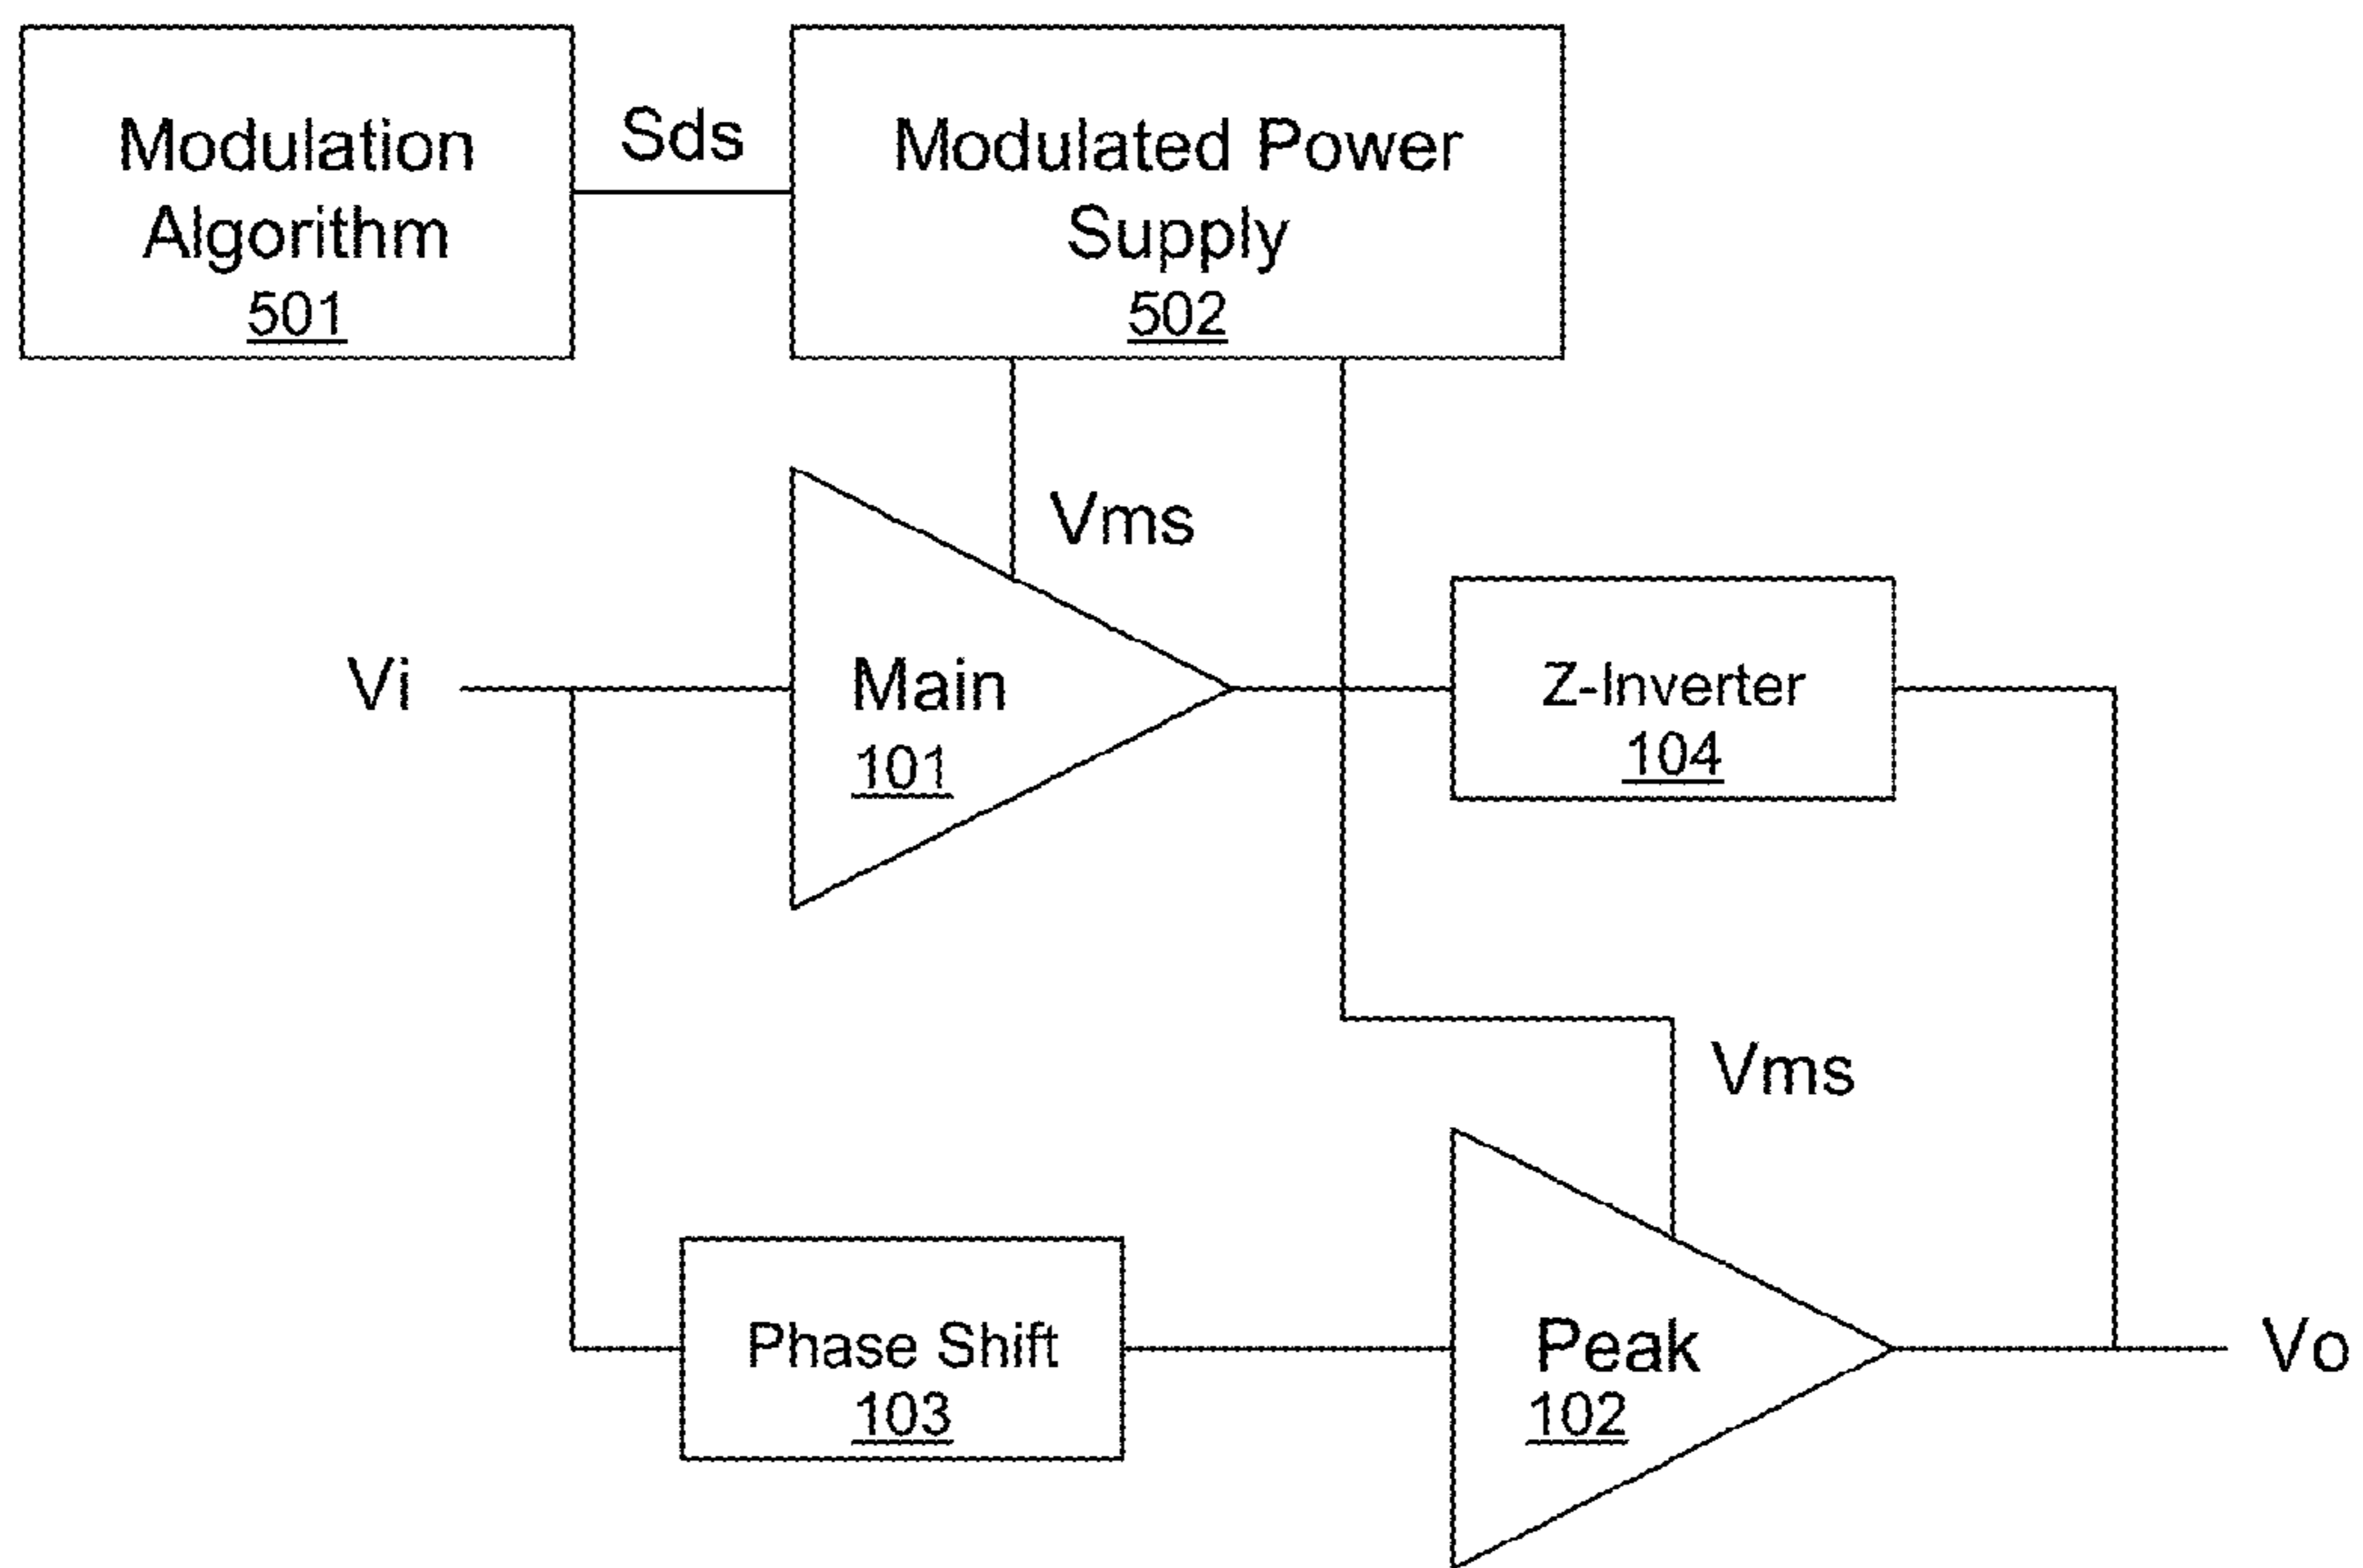 Modulation
Algorithm
501
Sds
Modulated Power
Supply
502
Vms
Vi
Main
101
Z-Inverter
104
Vms
Phase Shift
103
Peak
102
Vo